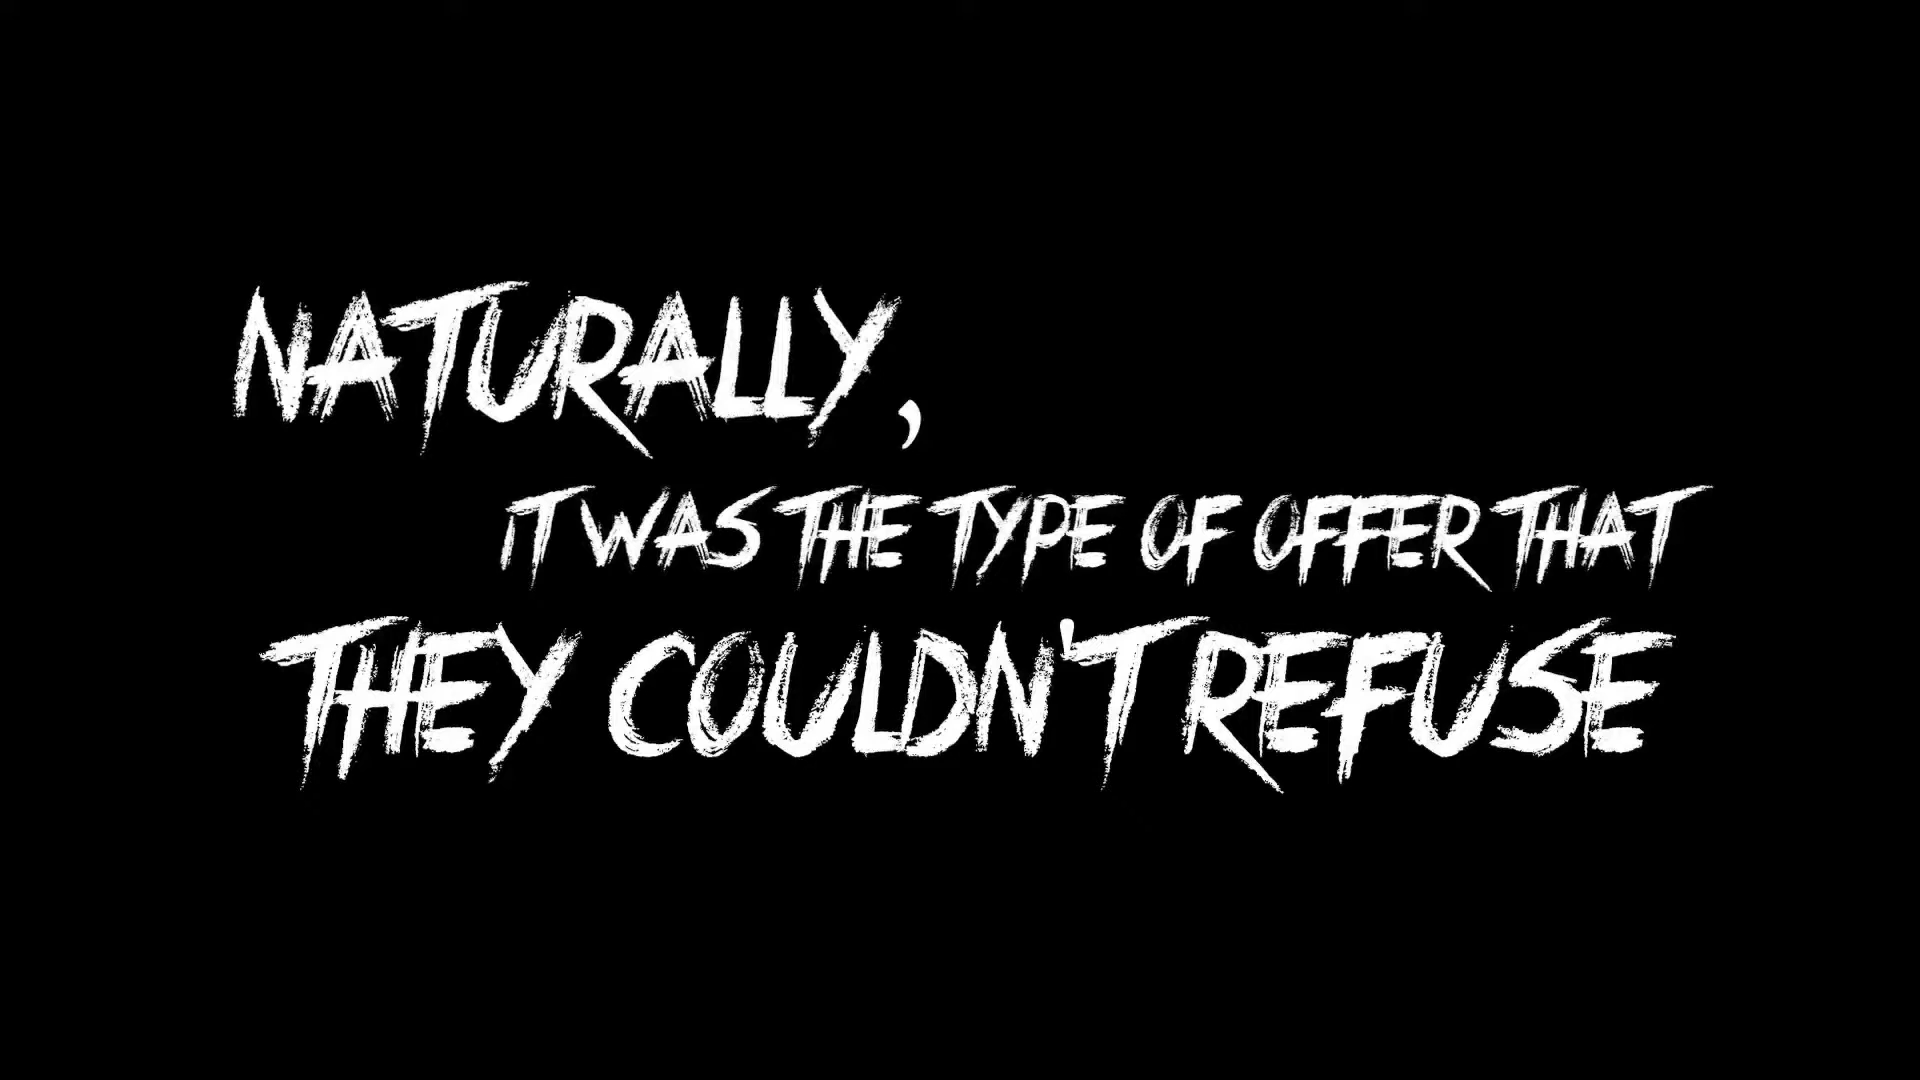 NATURALLY,
IT WAS THE TYPE OF OFFER THAT
THEY COULDN'T REFUSE